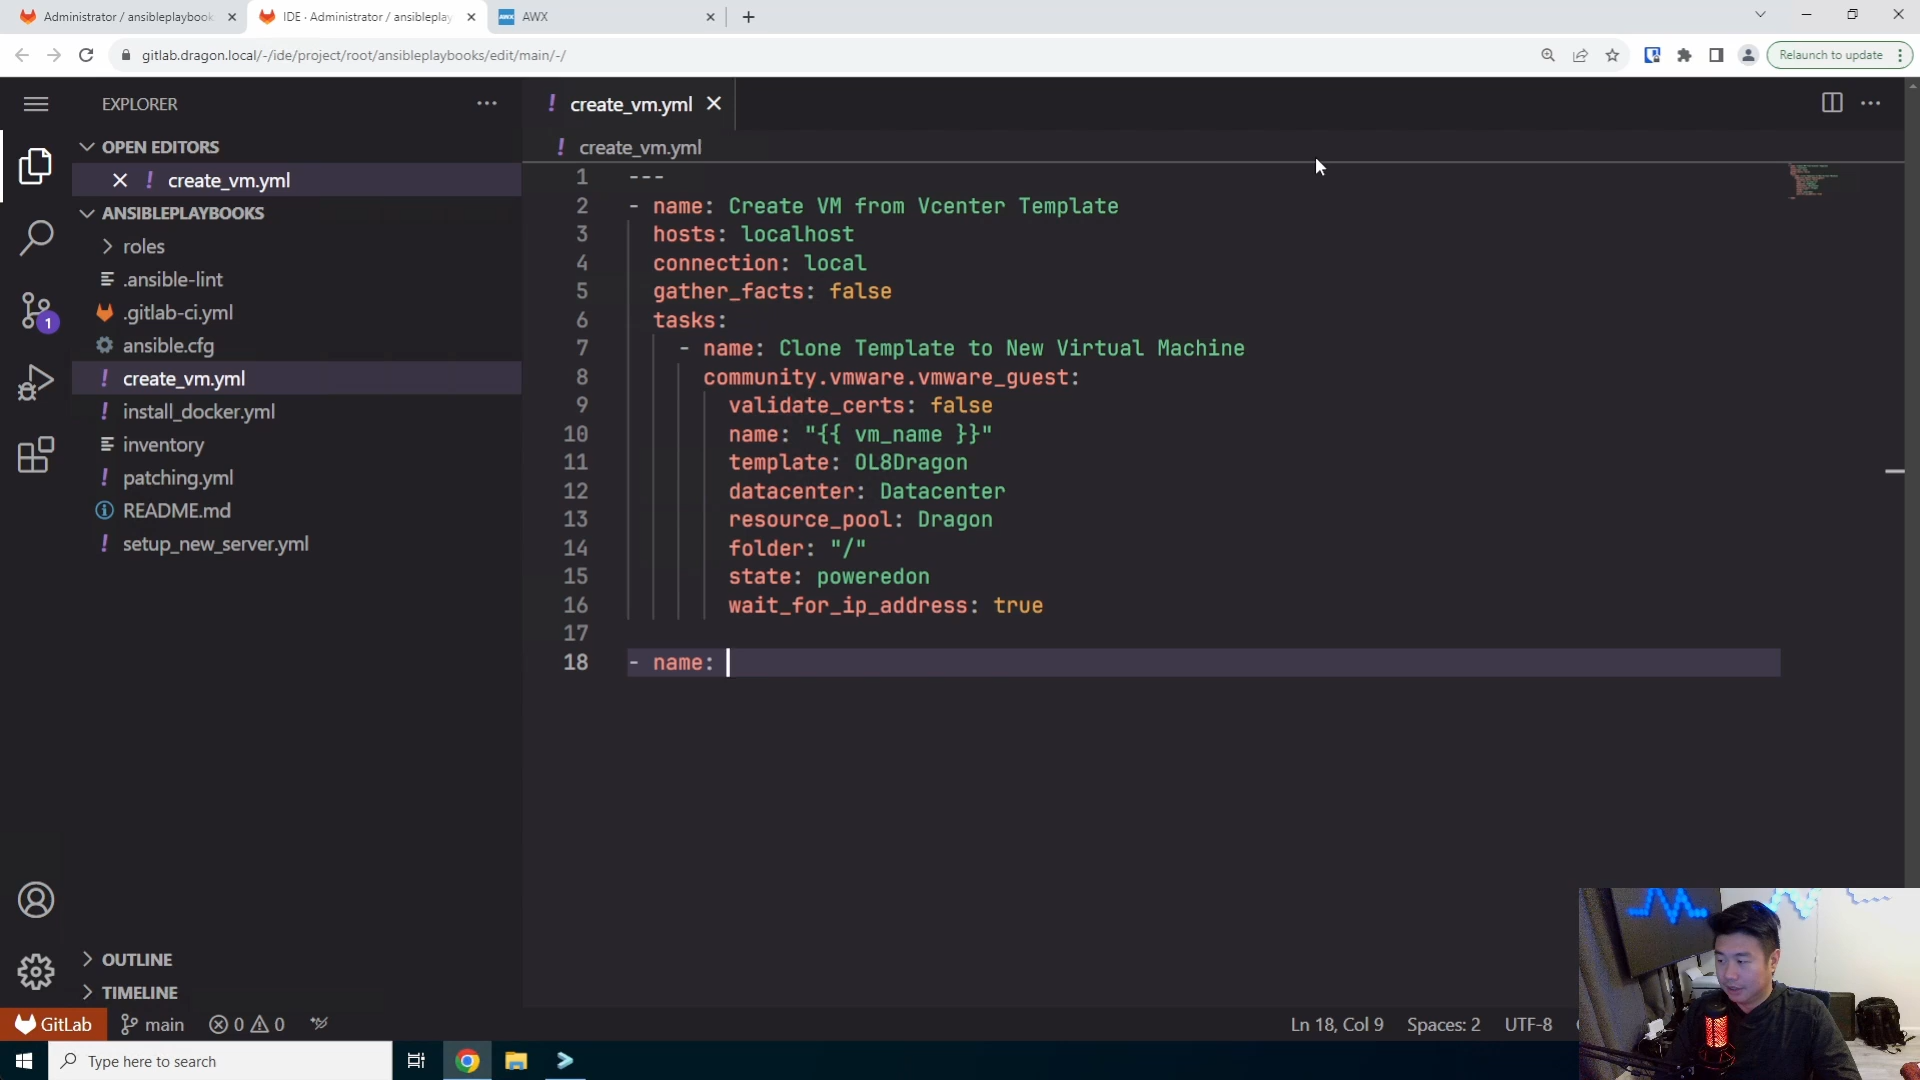 Administrator / ansibleplaybook
IDE · Administrator / ansibleplay
AWX
AWX
gitlab.dragon.local/-/ide/project/root/ansibleplaybooks/edit/main/-/
Relaunch to update
EXPLORER
create_vm.yml
OPEN EDITORS
create_vm.yml
create_vm.yml
ANSIBLEPLAYBOOKS
roles
.ansible-lint
.gitlab-ci.yml
ansible.cfg
create_vm.yml
install_docker.yml
inventory
patching.yml
README.md
setup_new_server.yml
1
1 ---
2 - name: Create VM from Vcenter Template
3 hosts: localhost
4 connection: local
5 gather_facts: false
6 tasks:
7 - name: Clone Template to New Virtual Machine
8 community.vmware.vmware_guest:
9 validate_certs: false
10 name: "{{ vm_name }}"
11 template: OL8Dragon
12 datacenter: Datacenter
13 resource_pool: Dragon
14 folder: "/"
15 state: poweredon
16 wait_for_ip_address: true
17
18 - name:
OUTLINE
TIMELINE
GitLab main 0 0 Ln 18, Col 9 Spaces: 2 UTF-8
Type here to search